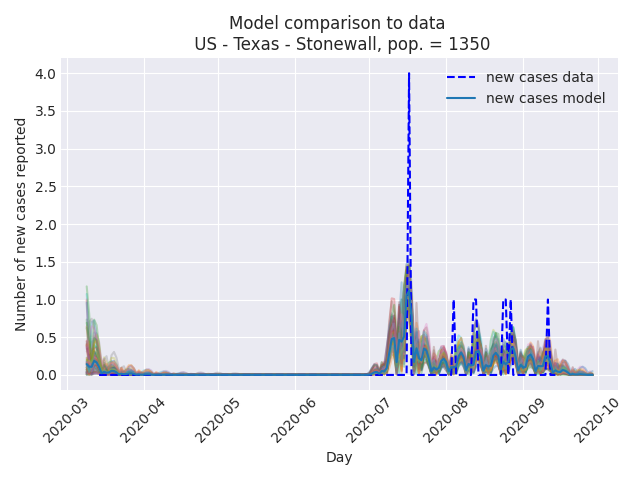 Model comparison to data
US - Texas - Stonewall, pop. = 1350
new cases data
new cases model
Number of new cases reported
4.0
3.5
3.0
2.5
2.0
1.5
1.0
0.5
0.0
2020-03
2020-04
2020-05
2020-06
2020-07
2020-08
2020-09
2020-10
Day